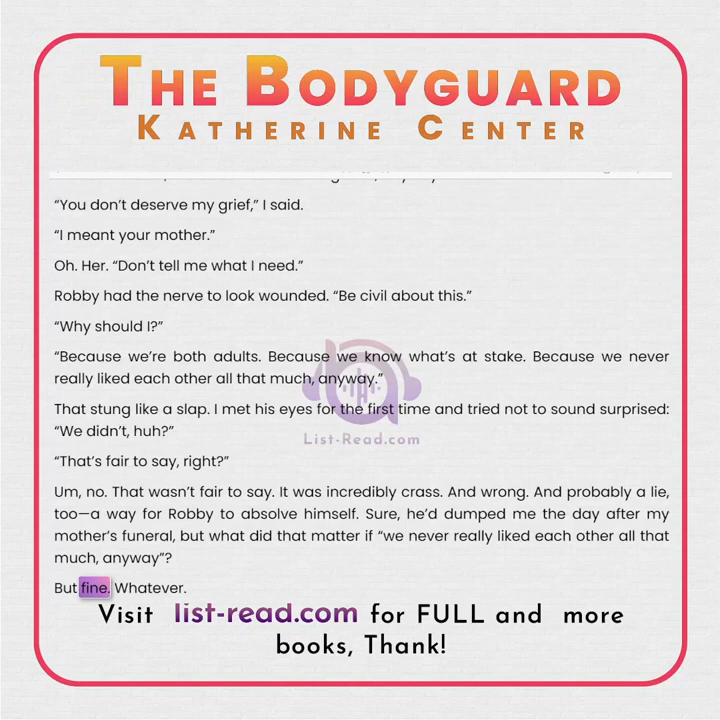 THE BODYGUARD
KATHERINE CENTER
“You don’t deserve my grief,” I said.
“I meant your mother.”
Oh. Her. “Don’t tell me what I need.”
Robby had the nerve to look wounded. “Be civil about this.”
“Why should I?”
“Because we’re both adults. Because we know what’s at stake. Because we never
really liked each other all that much, anyway.”
That stung like a slap. I met his eyes for the first time and tried not to sound surprised:
“We didn’t, huh?”
“That’s fair to say, right?”
Um, no. That wasn’t fair to say. It was incredibly crass. And wrong. And probably a lie,
too—a way for Robby to absolve himself. Sure, he’d dumped me the day after my
mother’s funeral, but what did that matter if “we never really liked each other all that
much, anyway”?
But fine. Whatever.
List-Read.com
Visit list-read.com for FULL and more
books, Thank!